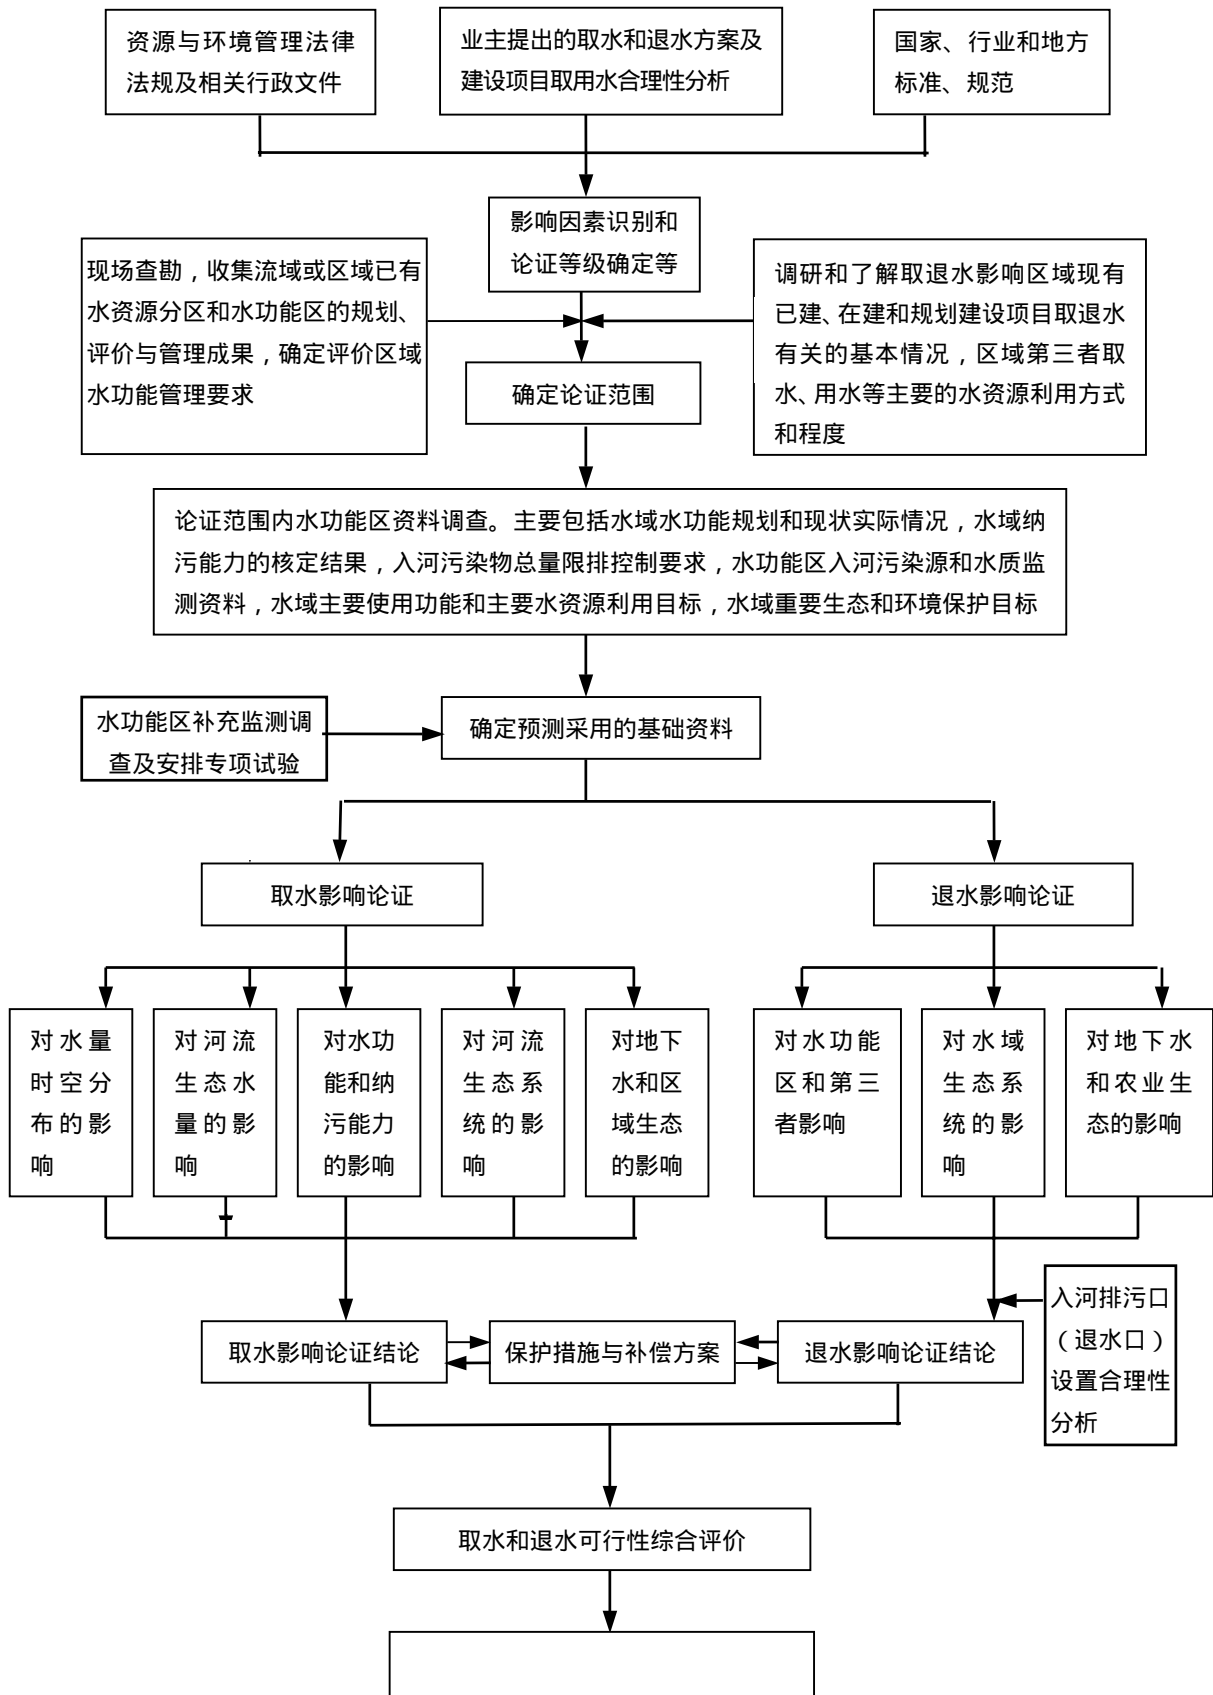 资源与环境管理法律
法规及相关行政文件
业主提出的取水和退水方案及
建设项目取用水合理性分析
国家、行业和地方
标准、规范
影响因素识别和
论证等级确定等
现场查勘，收集流域或区域已有
水资源分区和水功能区的规划、
评价与管理成果，确定评价区域
水功能管理要求
调研和了解取退水影响区域现有
已建、在建和规划建设项目取退水
有关的基本情况，区域第三者取
水、用水等主要的水资源利用方式
和程度
确定论证范围
论证范围内水功能区资料调查。主要包括水域水功能规划和现状实际情况，水域纳
污能力的核定结果，入河污染物总量限排控制要求，水功能区入河污染源和水质监
测资料，水域主要使用功能和主要水资源利用目标，水域重要生态和环境保护目标
水功能区补充监测调
查及安排专项试验
确定预测采用的基础资料
取水影响论证
退水影响论证
对水量
时空分
布的影
响
对河流
生态水
量的影
响
对水功
能和纳
污能力
的影响
对河流
生态系
统的影
响
对地下
水和区
域生态
的影响
对水功能
区和第三
者影响
对水域
生态系
统的影
响
对地下水
和农业生
态的影响
入河排污口
（退水口）
设置合理性
分析
取水影响论证结论
保护措施与补偿方案
退水影响论证结论
取水和退水可行性综合评价